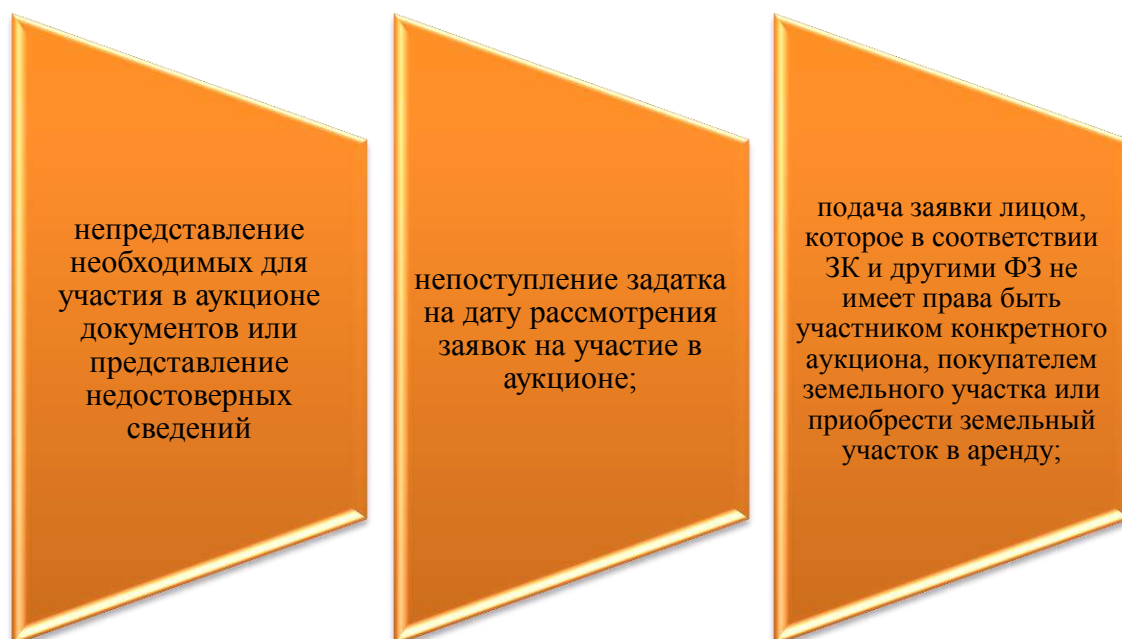 непредставление
необходимых для
участия в аукционе
документов или
представление
недостоверных
сведений
непоступление задатка
на дату рассмотрения
заявок на участие в
аукционе;
подача заявки лицом,
которое в соответствии
ЗК и другими ФЗ не
имеет права быть
участником конкретного
аукциона, покупателем
земельного участка или
приобрести земельный
участок в аренду;